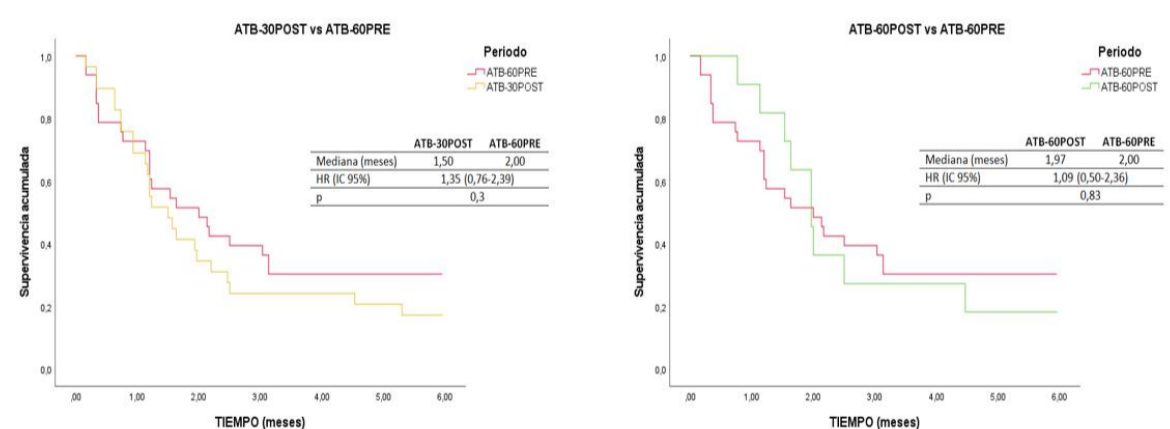 ATB-30POST vs ATB-60PRE
Periodo
ATB-60PRE
ATB-30POST
ATB-30POST ATB-60PRE
Mediana (meses) 1,50 2,00
HR (IC 95%) 1,35 (0,76-2,39)
p 0,3
Supervivencia acumulada
1,0
0,8
0,6
0,4
0,2
0,0
,00 1,00 2,00 3,00 4,00 5,00 6,00
TIEMPO (meses)
ATB-60POST vs ATB-60PRE
Periodo
ATB-60PRE
ATB-60POST
ATB-60POST ATB-60PRE
Mediana (meses) 1,97 2,00
HR (IC 95%) 1,09 (0,50-2,36)
p 0,83
Supervivencia acumulada
1,0
0,8
0,6
0,4
0,2
0,0
,00 1,00 2,00 3,00 4,00 5,00 6,00
TIEMPO (meses)